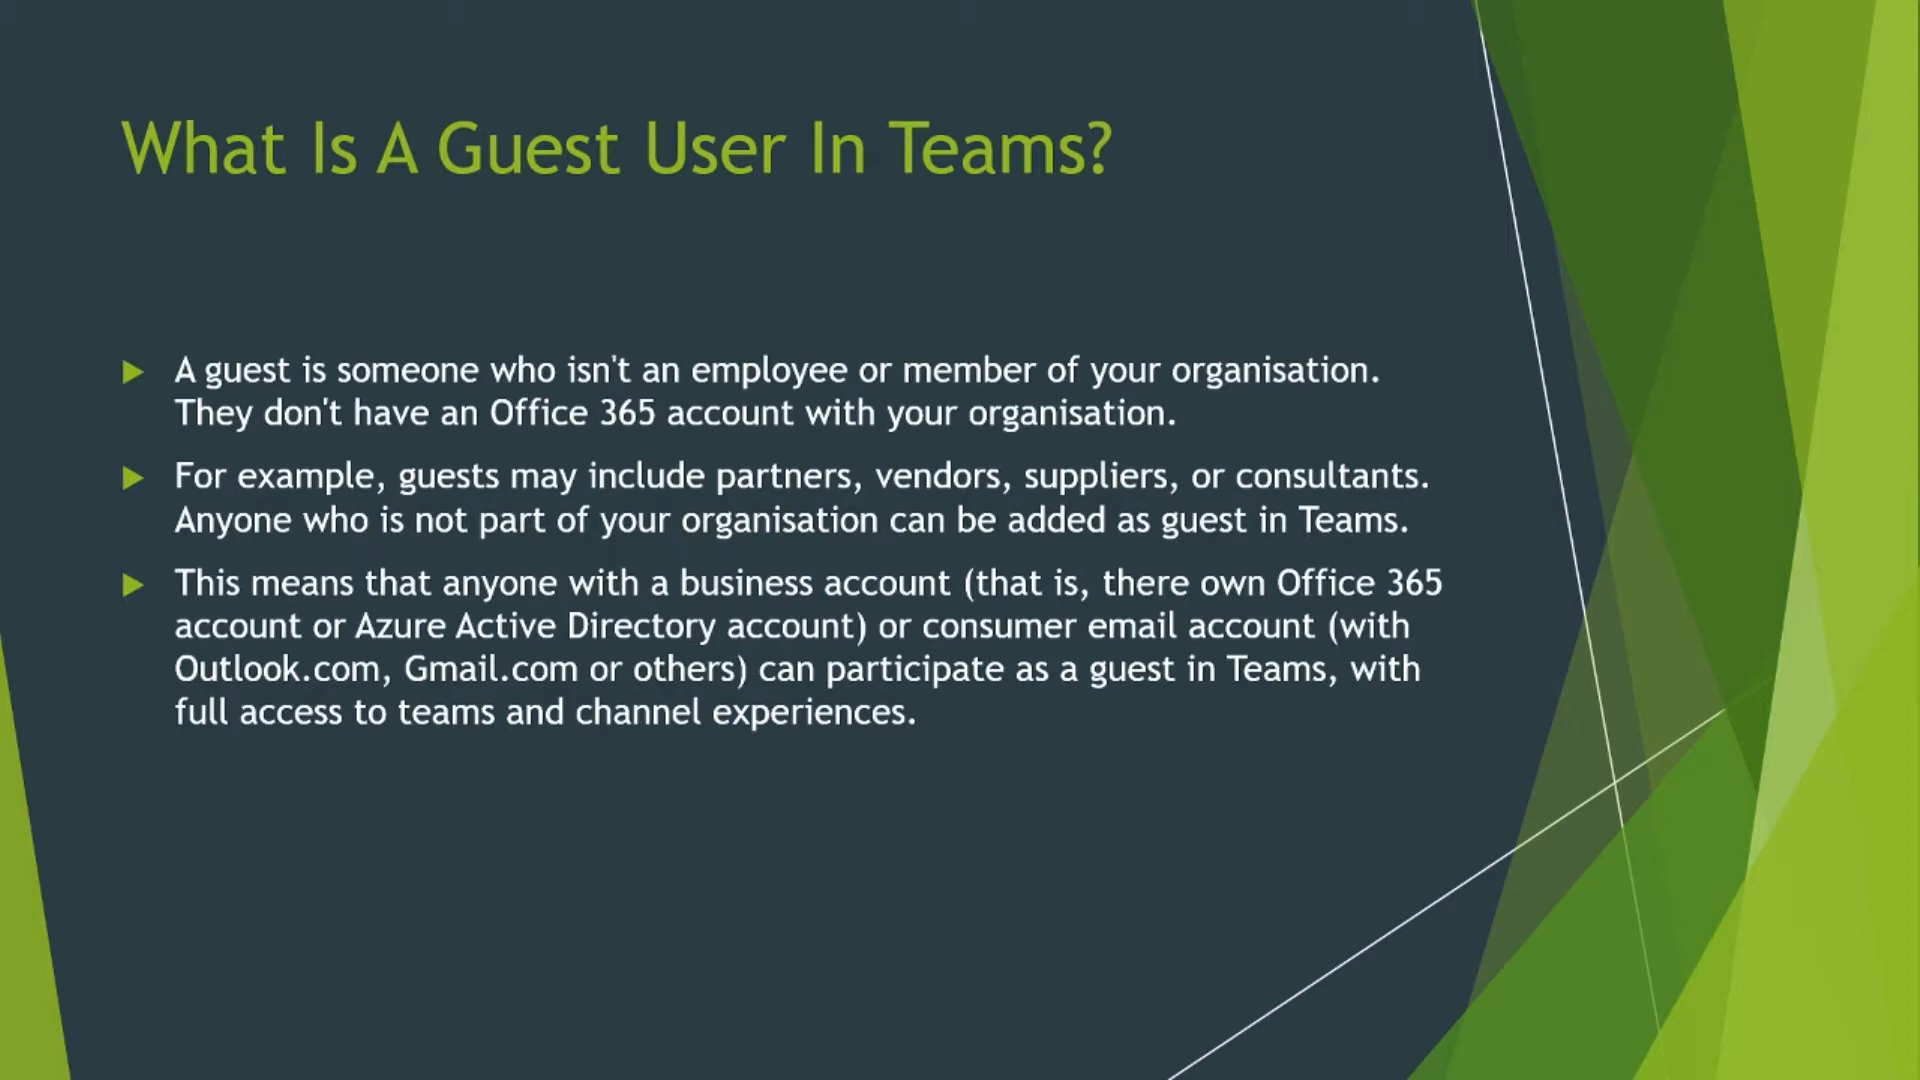 What Is A Guest User In Teams?
A guest is someone who isn't an employee or member of your organisation.
They don't have an Office 365 account with your organisation.
For example, guests may include partners, vendors, suppliers, or consultants.
Anyone who is not part of your organisation can be added as guest in Teams.
This means that anyone with a business account (that is, there own Office 365
account or Azure Active Directory account) or consumer email account (with
Outlook.com, Gmail.com or others) can participate as a guest in Teams, with
full access to teams and channel experiences.